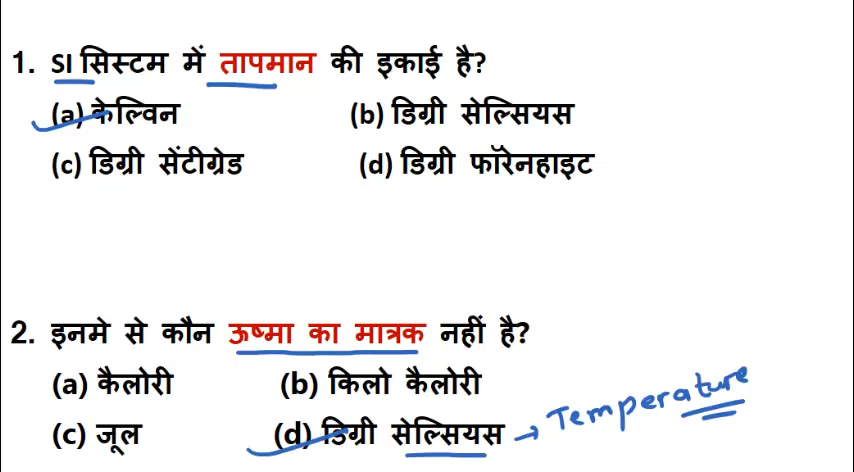 1. SI सिस्टम में तापमान की इकाई है?
(a) केल्विन (b) डिग्री सेल्सियस
(c) डिग्री सेंटीग्रेड (d) डिग्री फॉरेनहाइट
2. इनमे से कौन ऊष्मा का मात्रक नहीं है?
(a) कैलोरी (b) किलो कैलोरी
(c) जूल (d) डिग्री सेल्सियस → Temperature